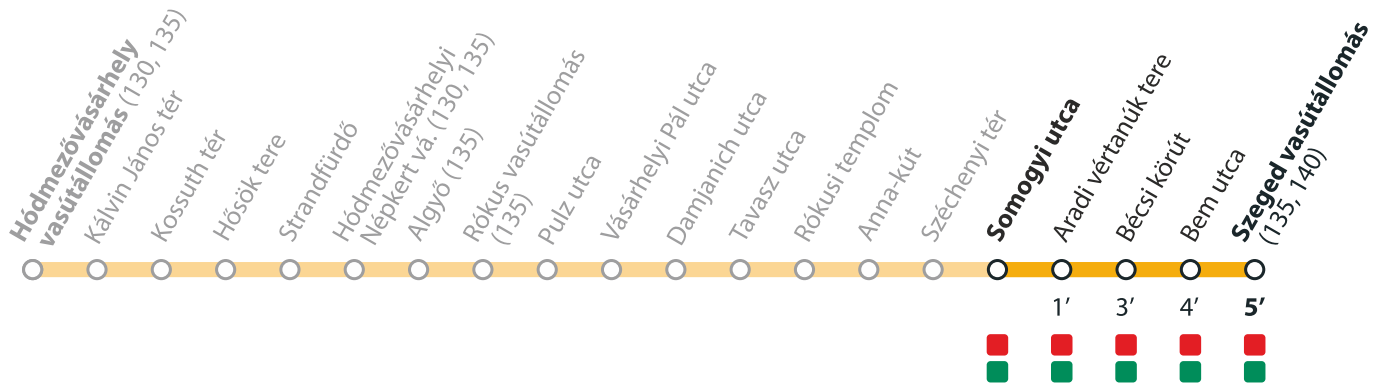 Hódmezővásárhely
vasútállomás (130, 135)
Kálvin János tér
Kossuth tér
Hősök tere
Strandfürdő
Hódmezővásárhelyi
Népkert vá. (130, 135)
Algyő (135)
Rókus vasútállomás
(135)
Pulz utca
Vásárhelyi Pál utca
Damjanich utca
Tavasz utca
Rókusi templom
Anna-kút
Széchenyi tér
Somogyi utca
Aradi vértanúk tere
Bécsi körút
Bem utca
Szeged vasútállomás
(135, 140)
1’ 3’ 4’ 5’